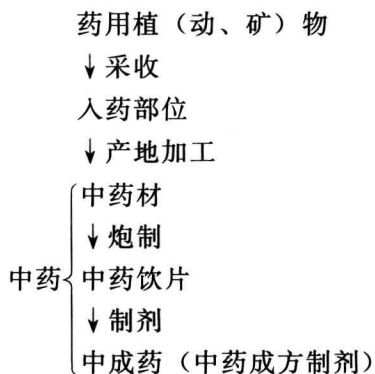 药用植（动、矿）物
↓采收
入药部位
↓产地加工
中药材
↓炮制
中药{中药饮片
↓制剂
中成药（中药成方制剂）